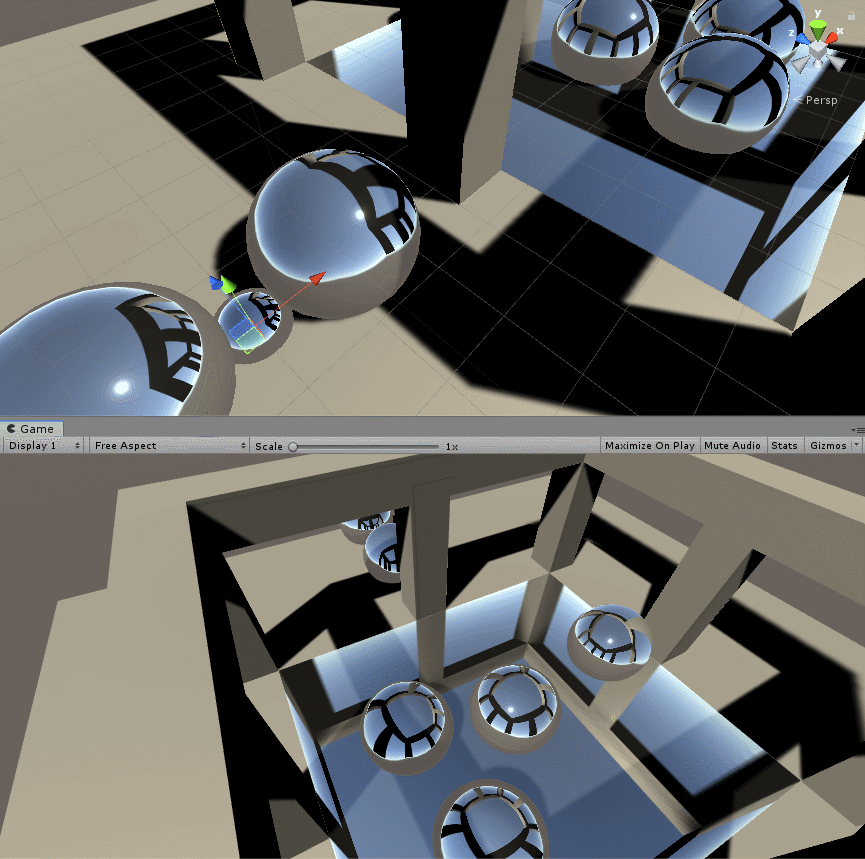 y
z
x
Persp
Game
Display 1 Free Aspect Scale 1x Maximize On Play Mute Audio Stats Gizmos